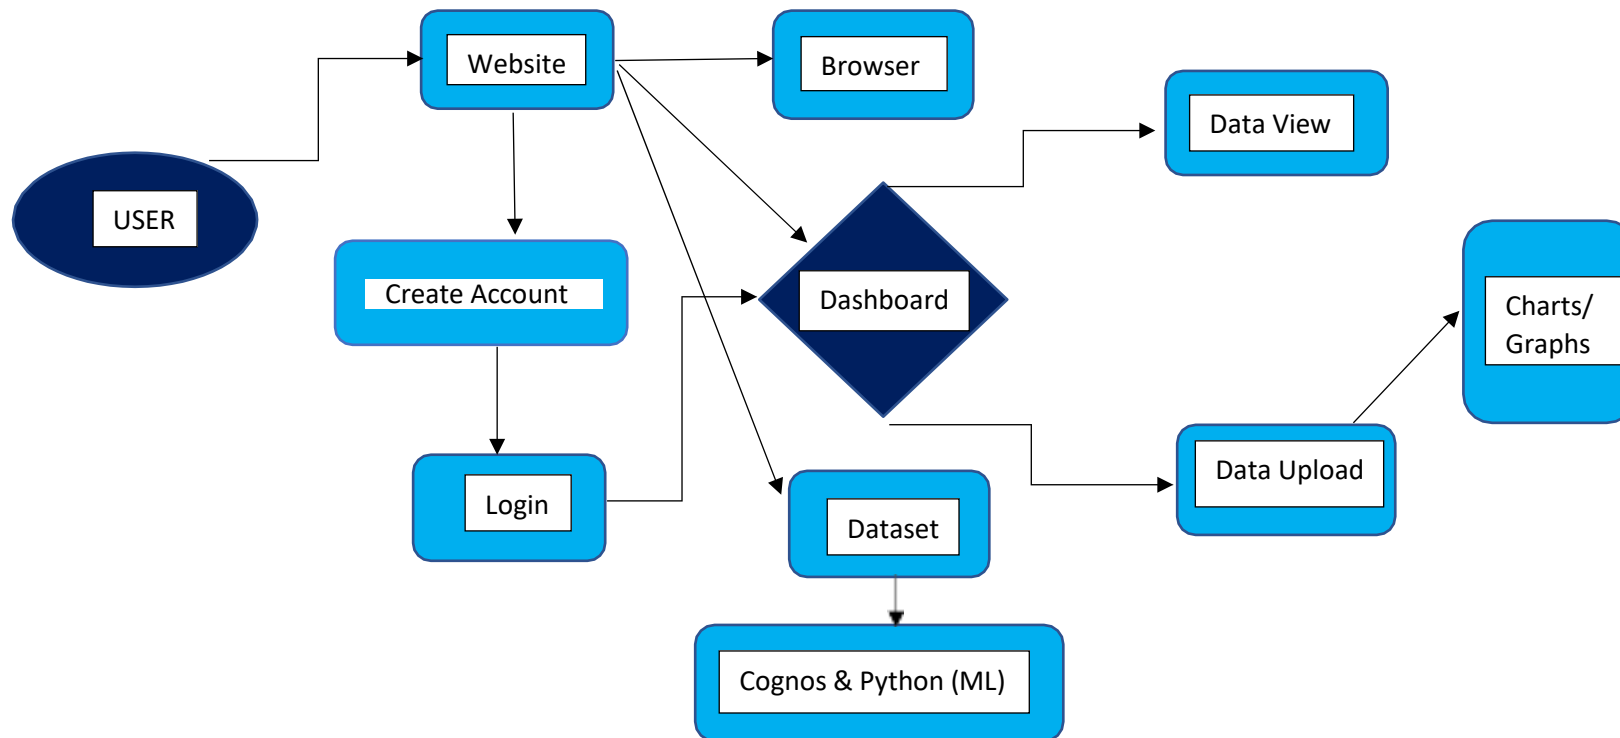 Website
Browser
Data View
USER
Create Account
Dashboard
Charts/
Graphs
Login
Data Upload
Dataset
Cognos & Python (ML)